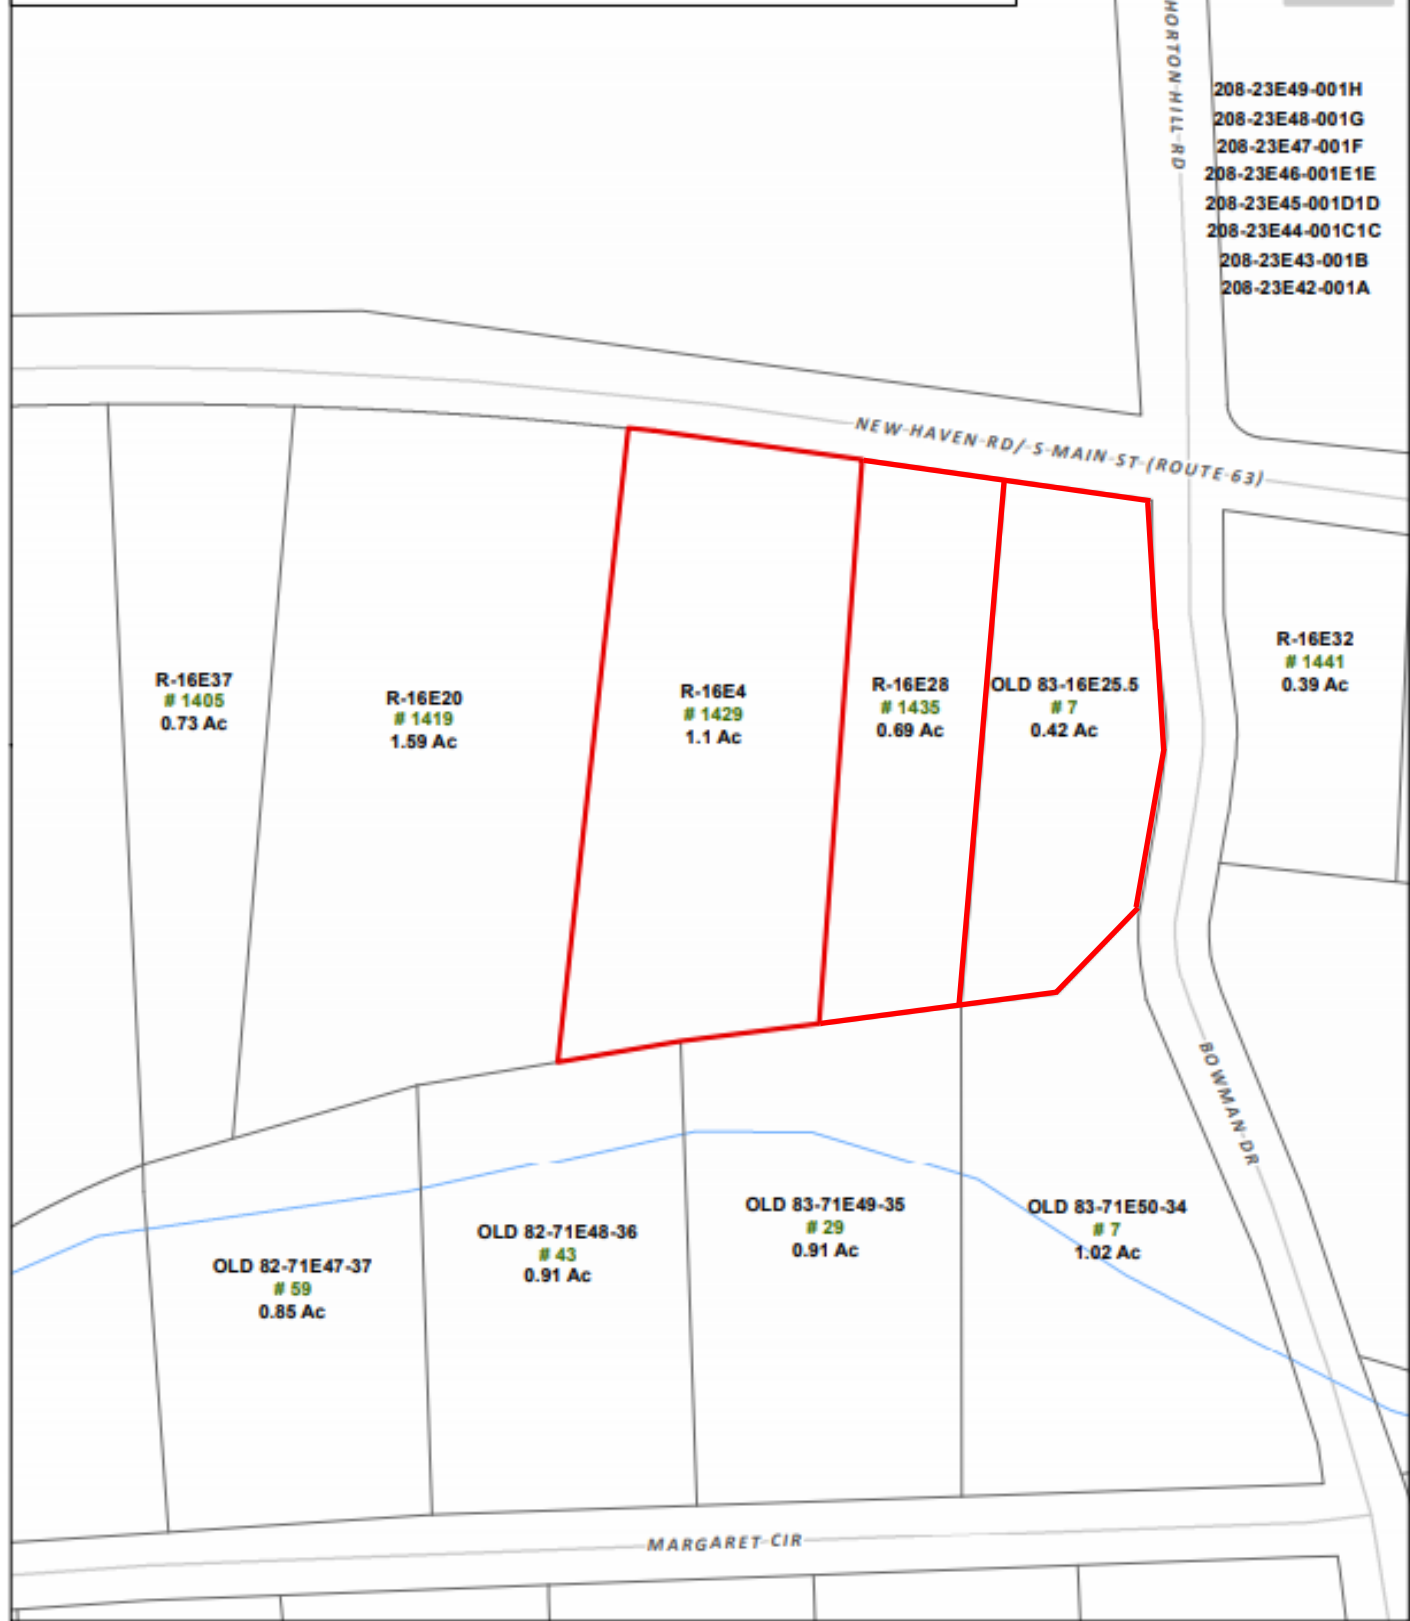 HORTON HILL RD
208-23E49-001H
208-23E48-001G
208-23E47-001F
208-23E46-001E1E
208-23E45-001D1D
208-23E44-001C1C
208-23E43-001B
208-23E42-001A
NEW HAVEN RD/ S MAIN ST (ROUTE 63)
R-16E37
# 1405
0.73 Ac
R-16E20
# 1419
1.59 Ac
R-16E4
# 1429
1.1 Ac
R-16E28
# 1435
0.69 Ac
OLD 83-16E25.5
# 7
0.42 Ac
R-16E32
# 1441
0.39 Ac
BOWMAN DR
OLD 82-71E47-37
# 59
0.85 Ac
OLD 82-71E48-36
# 43
0.91 Ac
OLD 83-71E49-35
# 29
0.91 Ac
OLD 83-71E50-34
# 7
1.02 Ac
MARGARET CIR